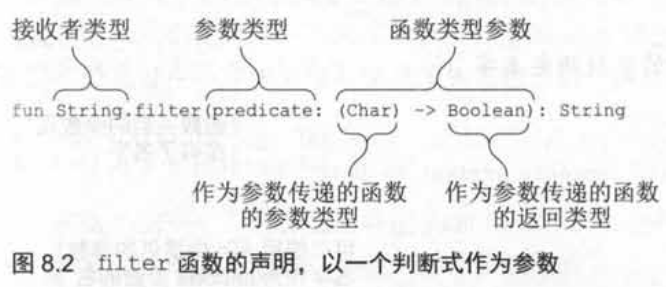 接收者类型 参数类型 函数类型参数
fun String.filter(predicate: (Char) -> Boolean): String
作为参数传递的函数 作为参数传递的函数
的参数类型 的返回类型
图 8.2 filter 函数的声明，以一个判断式作为参数